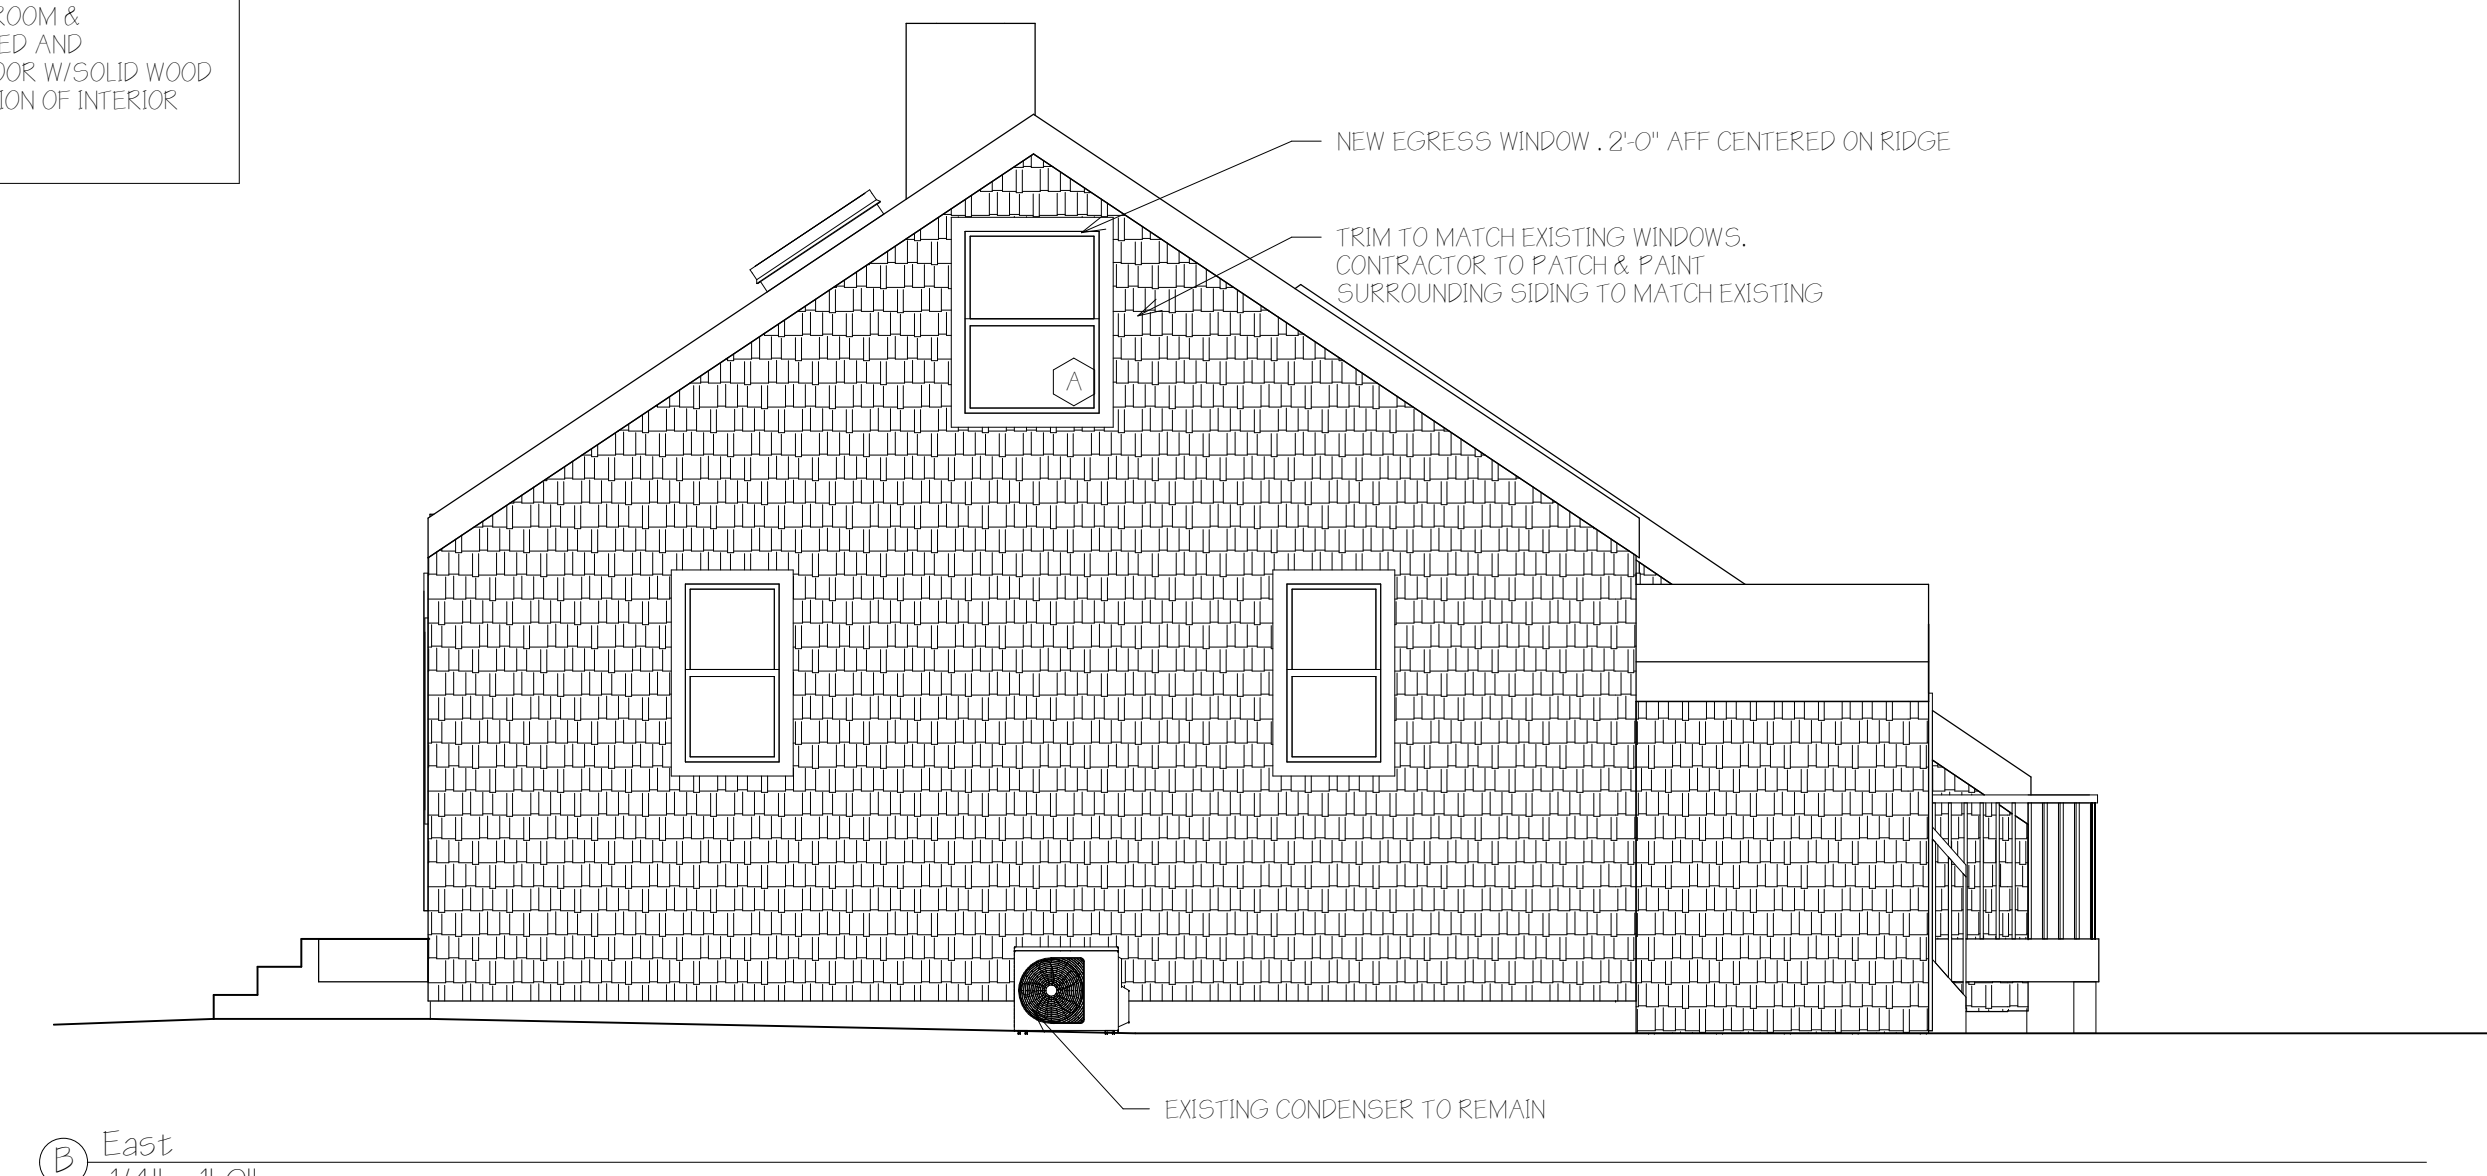 ROOM &
ED AND
OOR W/SOLID WOOD
ION OF INTERIOR
NEW EGRESS WINDOW . 2'-0" AFF CENTERED ON RIDGE
TRIM TO MATCH EXISTING WINDOWS.
CONTRACTOR TO PATCH & PAINT
SURROUNDING SIDING TO MATCH EXISTING
A
EXISTING CONDENSER TO REMAIN
B East